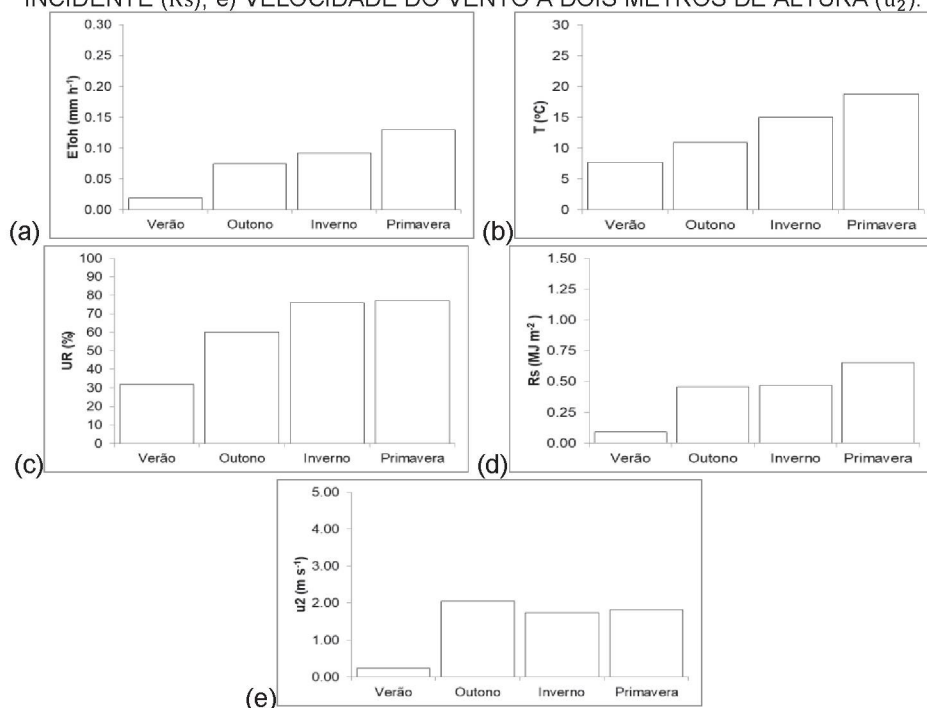 INCIDENTE (Rs), e) VELOCIDADE DO VENTO A DOIS METROS DE ALTURA (u₂).
0.30
0.25
0.20
0.15
0.10
0.05
0.00
EToh (mm h⁻¹)
Verão Outono Inverno Primavera
(a)
30
25
20
15
10
5
0
T (ºC)
Verão Outono Inverno Primavera
(b)
100
90
80
70
60
50
40
30
20
10
0
UR (%)
Verão Outono Inverno Primavera
(c)
1.50
1.25
1.00
0.75
0.50
0.25
0.00
Rs (MJ m⁻²)
Verão Outono Inverno Primavera
(d)
5.00
4.00
3.00
2.00
1.00
0.00
u2 (m s⁻¹)
Verão Outono Inverno Primavera
(e)